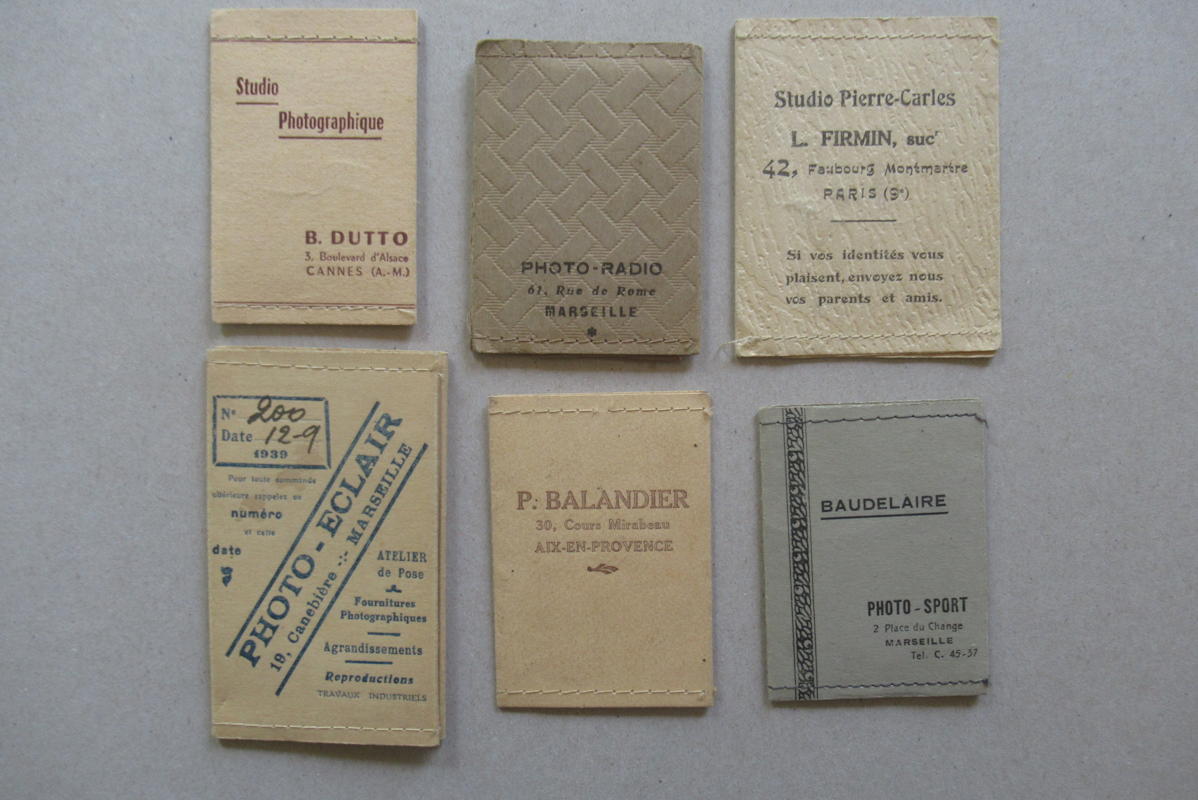 Studio
Photographique
B. DUTTO
3, Boulevard d'Alsace
CANNES (A.-M.)
PHOTO-RADIO
61, Rue de Rome
MARSEILLE
Studio Pierre-Carles
L. FIRMIN, sucʳ
42, Faubourg Montmartre
PARIS (9ᵉ)
Si vos identités vous
plaisent, envoyez nous
vos parents et amis.
Nº 200
Date 12-9
1939
Pour toute commande
ultérieure rappelez ce
numéro
et cette
date
PHOTO-ECLAIR
19, Canebière MARSEILLE
ATELIER
de Pose
Fournitures
Photographiques
Agrandissements
Reproductions
TRAVAUX INDUSTRIELS
P. BALANDIER
30, Cours Mirabeau
AIX-EN-PROVENCE
BAUDELAIRE
PHOTO-SPORT
2 Place du Change
MARSEILLE
Tel. C. 45-37